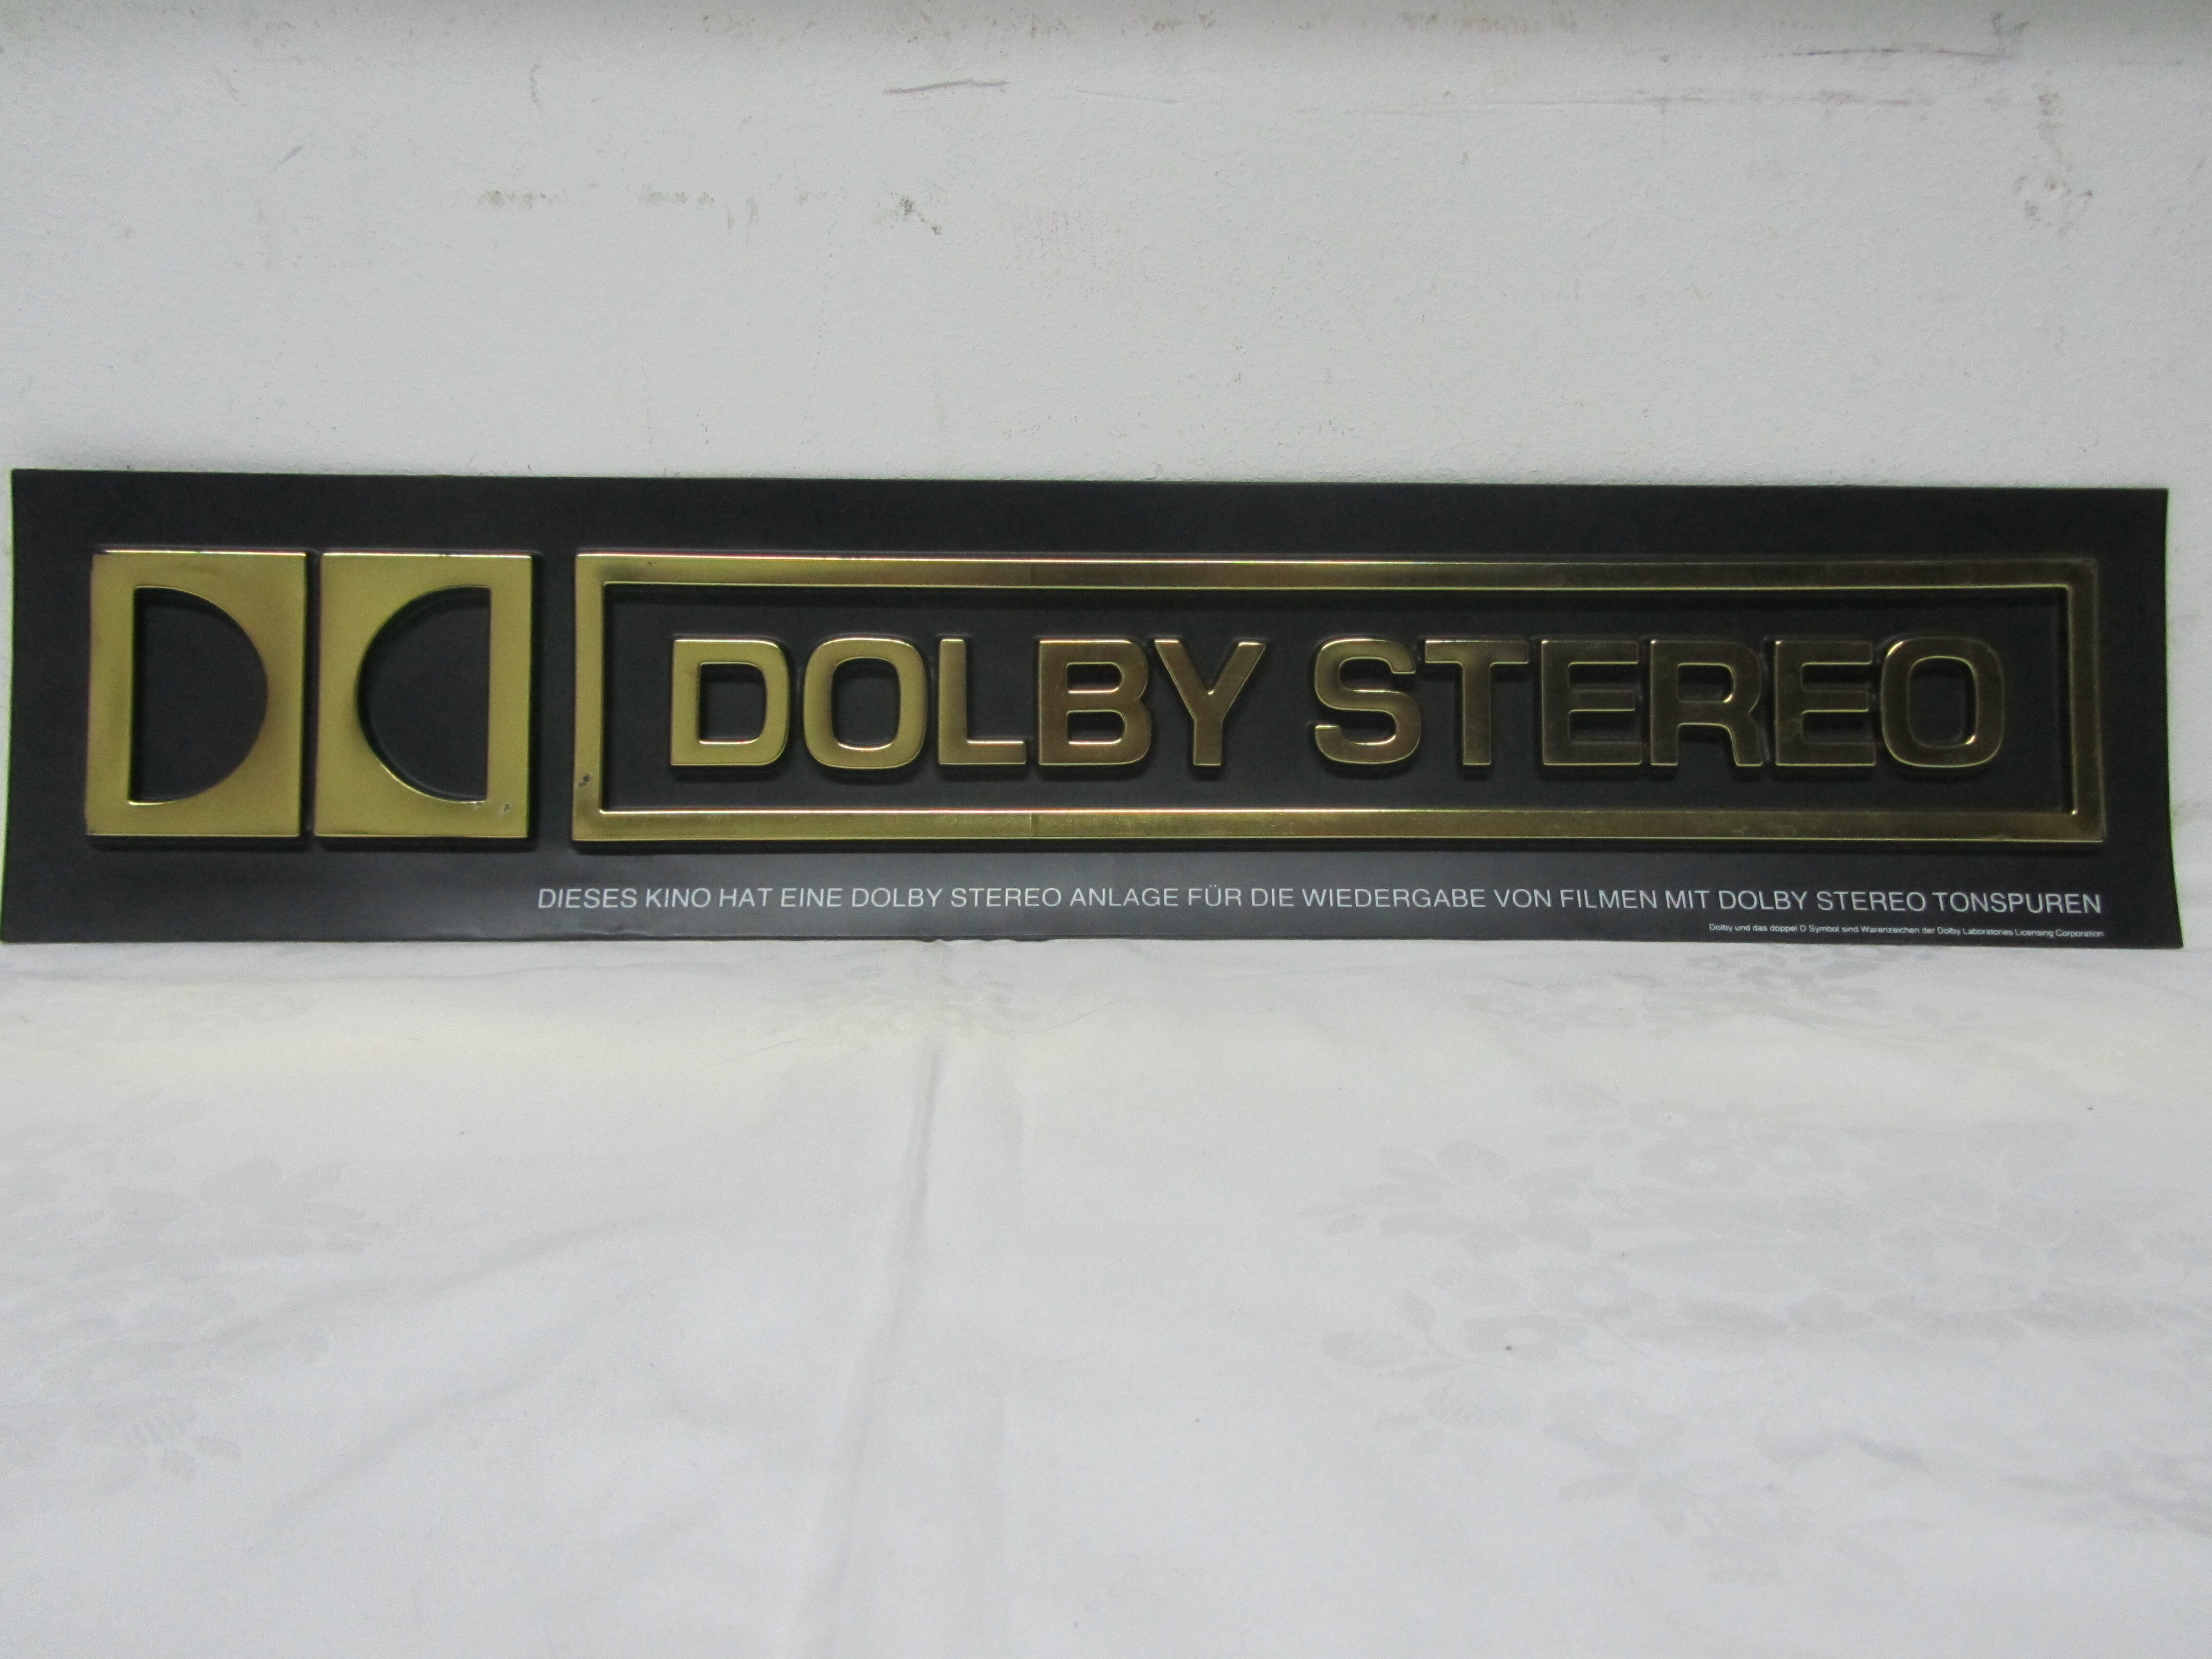 DOLBY STEREO
DIESES KINO HAT EINE DOLBY STEREO ANLAGE FÜR DIE WIEDERGABE VON FILMEN MIT DOLBY STEREO TONSPUREN
Dolby und das doppel D Symbol sind Warenzeichen der Dolby Laboratories Licensing Corporation